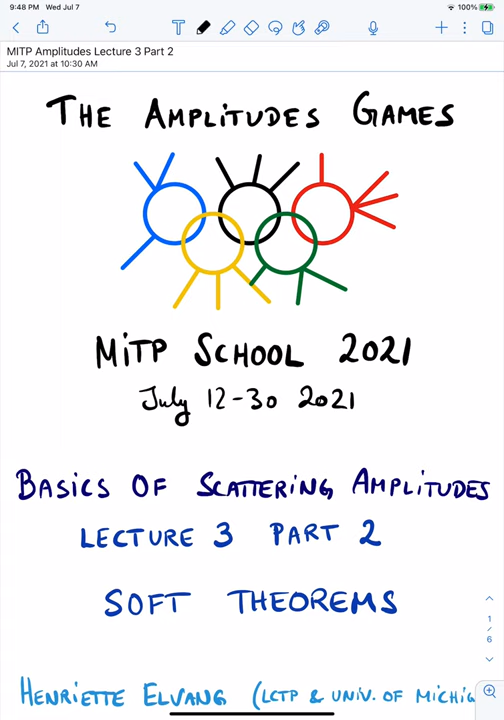 9:48 PM Wed Jul 7
100%
MITP Amplitudes Lecture 3 Part 2
Jul 7, 2021 at 10:30 AM
THE AMPLITUDES GAMES
MITP SCHOOL 2021
July 12-30 2021
BASICS OF SCATTERING AMPLITUDES
LECTURE 3 PART 2
SOFT THEOREMS
1
/
6
HENRIETTE ELVANG (LCTP & UNIV. OF MICHIG